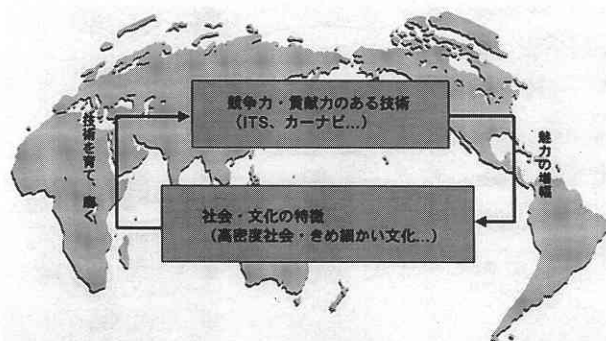 競争力・貢献力のある技術
（ITS、カーナビ...）
技術を育て、磨く
魅力の増幅
社会・文化の特徴
（高密度社会・きめ細かい文化...）